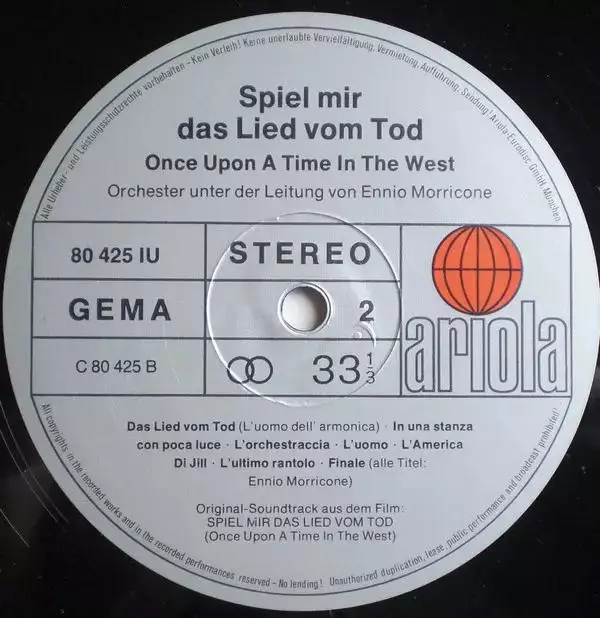 Alle Urheber- und Leistungsschutzrechte vorbehalten - Kein Verleih! Keine unerlaubte Vervielfältigung, Vermietung, Aufführung, Sendung! Ariola-Eurodisc GmbH, München.
Spiel mir
das Lied vom Tod
Once Upon A Time In The West
Orchester unter der Leitung von Ennio Morricone
80 425 IU
STEREO
GEMA
2
C 80 425 B
33 1/3
ariola
Das Lied vom Tod (L'uomo dell' armonica) · In una stanza
con poca luce · L'orchestraccia · L'uomo · L'America
Di Jill · L'ultimo rantolo · Finale (alle Titel:
Ennio Morricone)
Original-Soundtrack aus dem Film:
SPIEL MIR DAS LIED VOM TOD
(Once Upon A Time In The West)
All copyrights in the recorded works and in the recorded performances reserved - No lending! Unauthorized duplication, lease, public performance and broadcast prohibited!